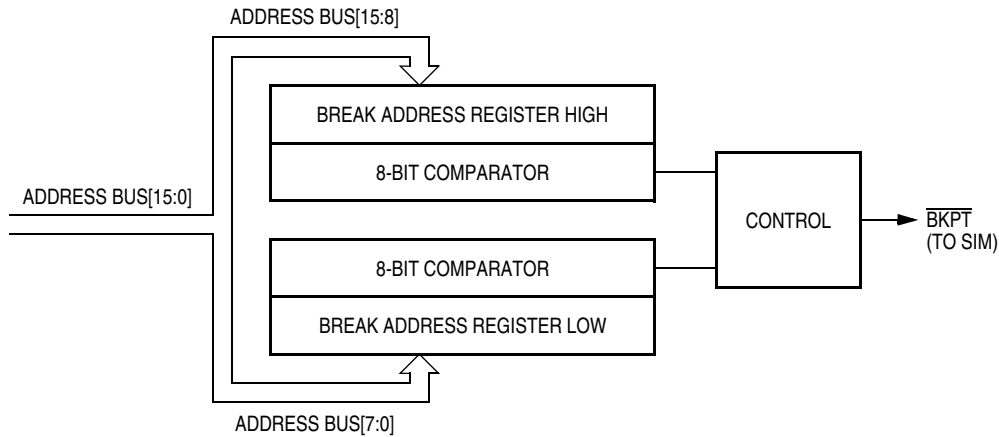 ADDRESS BUS[15:8]
BREAK ADDRESS REGISTER HIGH
8-BIT COMPARATOR
ADDRESS BUS[15:0]
CONTROL
BKPT
(TO SIM)
8-BIT COMPARATOR
BREAK ADDRESS REGISTER LOW
ADDRESS BUS[7:0]